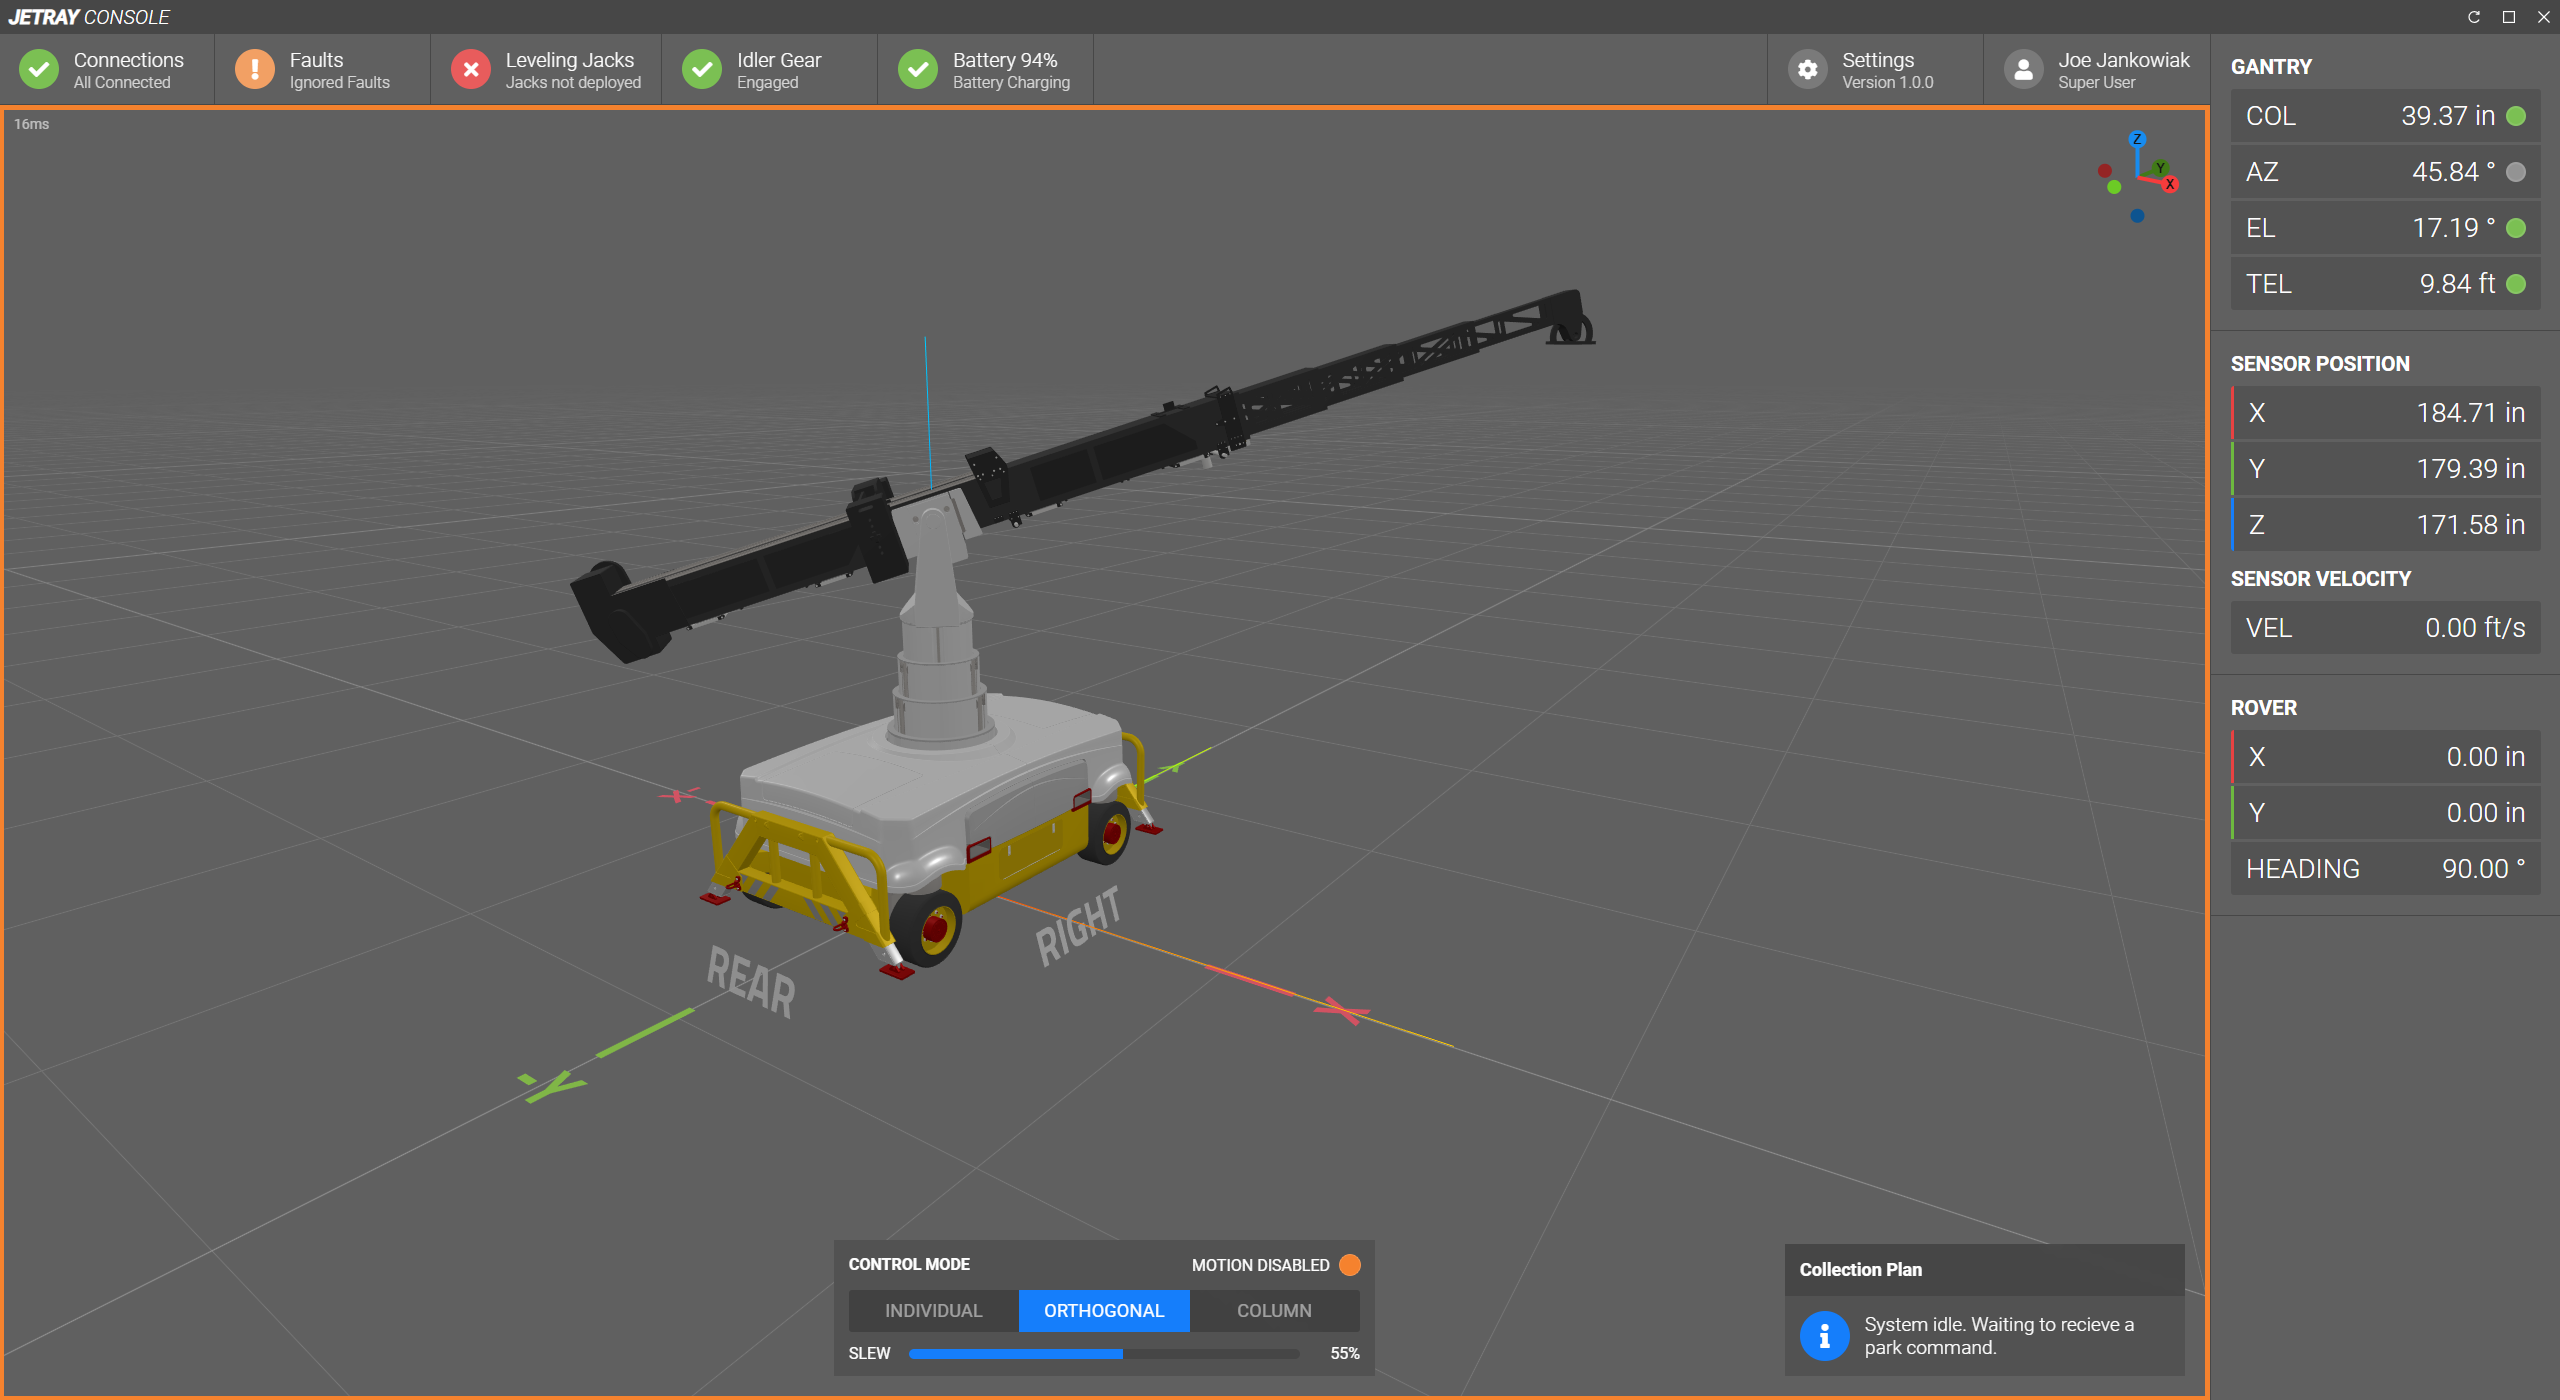 JETRAY CONSOLE
Connections
All Connected
Faults
Ignored Faults
Leveling Jacks
Jacks not deployed
Idler Gear
Engaged
Battery 94%
Battery Charging
Settings
Version 1.0.0
Joe Jankowiak
Super User
16ms
Z
Y
X
GANTRY
COL 39.37 in
AZ 45.84 °
EL 17.19 °
TEL 9.84 ft
SENSOR POSITION
X 184.71 in
Y 179.39 in
Z 171.58 in
SENSOR VELOCITY
VEL 0.00 ft/s
ROVER
X 0.00 in
Y 0.00 in
HEADING 90.00 °
REAR
RIGHT
-X
Y
X
-Y
CONTROL MODE MOTION DISABLED
INDIVIDUAL ORTHOGONAL COLUMN
SLEW 55%
Collection Plan
System idle. Waiting to recieve a
park command.